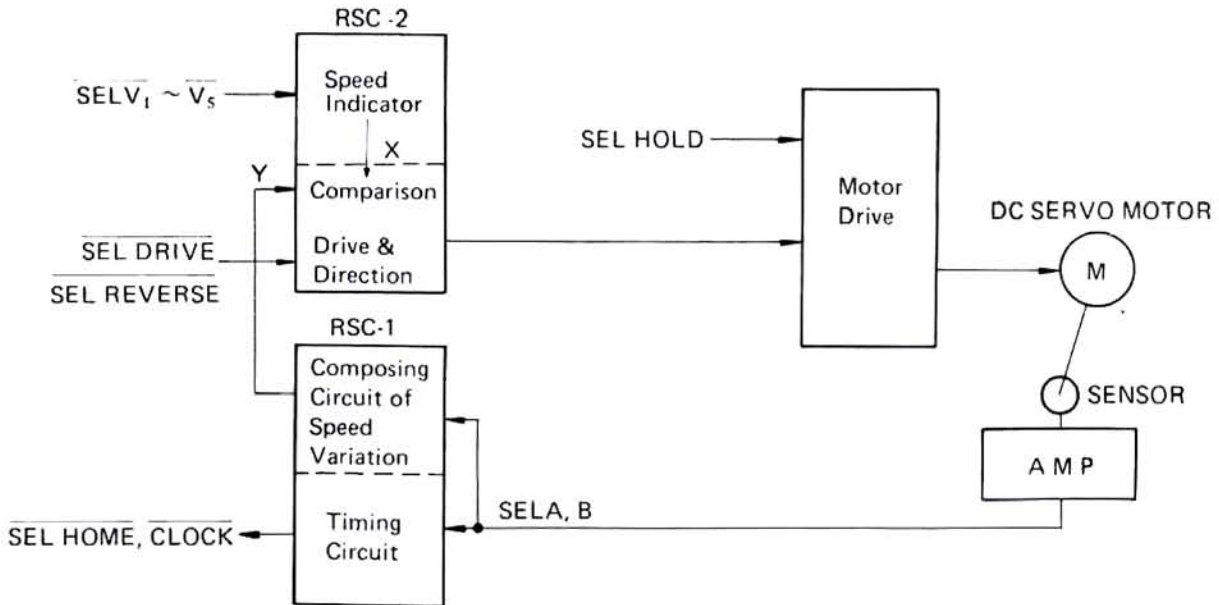 RSC -2
SELV₁ ~ V₅
Speed
Indicator
X
Y
Comparison
SEL DRIVE
SEL REVERSE
Drive &
Direction
SEL HOLD
Motor
Drive
DC SERVO MOTOR
M
SENSOR
AMP
RSC-1
Composing
Circuit of
Speed
Variation
SELA, B
Timing
Circuit
SEL HOME, CLOCK